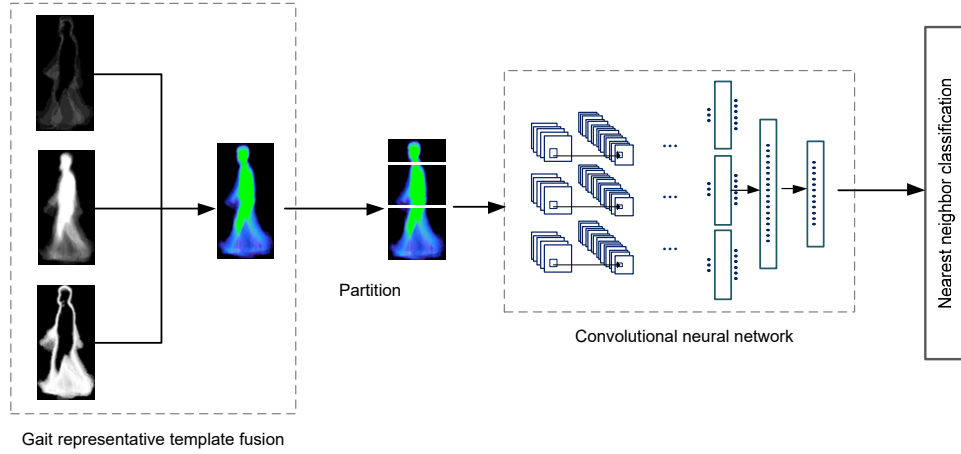 Gait representative template fusion
Partition
Convolutional neural network
Nearest neighbor classification